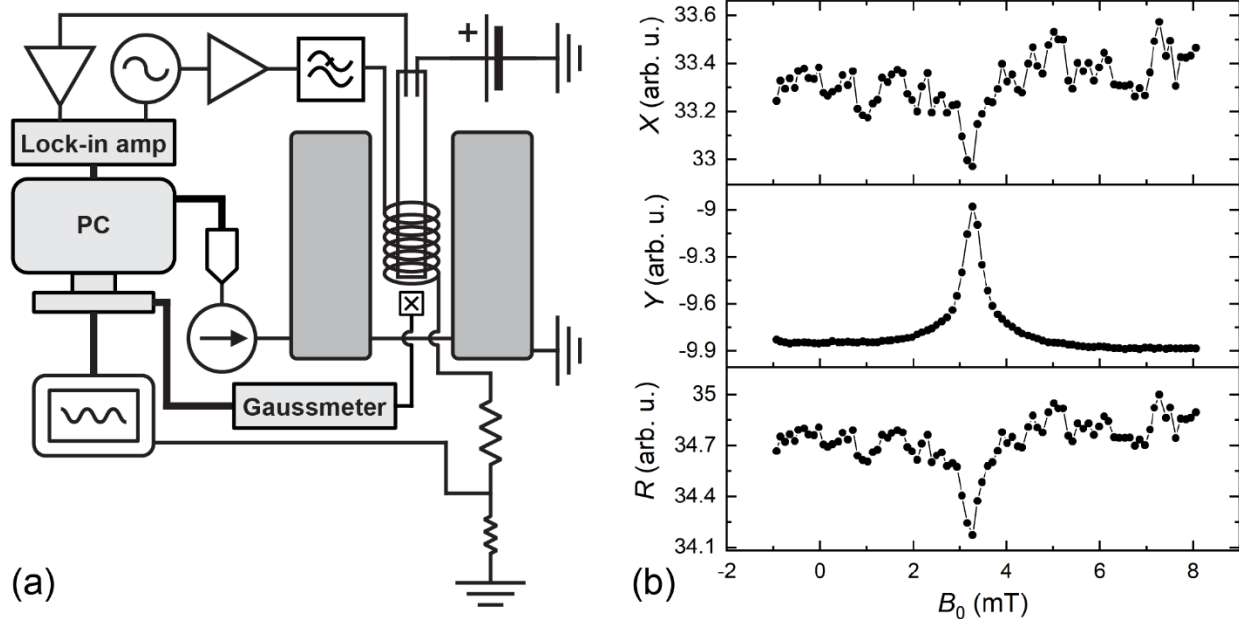 +
Lock-in amp
PC
Gaussmeter
(a)
X (arb. u.)
33.6
33.4
33.2
33
Y (arb. u.)
-9
-9.3
-9.6
-9.9
R (arb. u.)
35
34.7
34.4
34.1
-2 0 2 4 6 8
B₀ (mT)
(b)